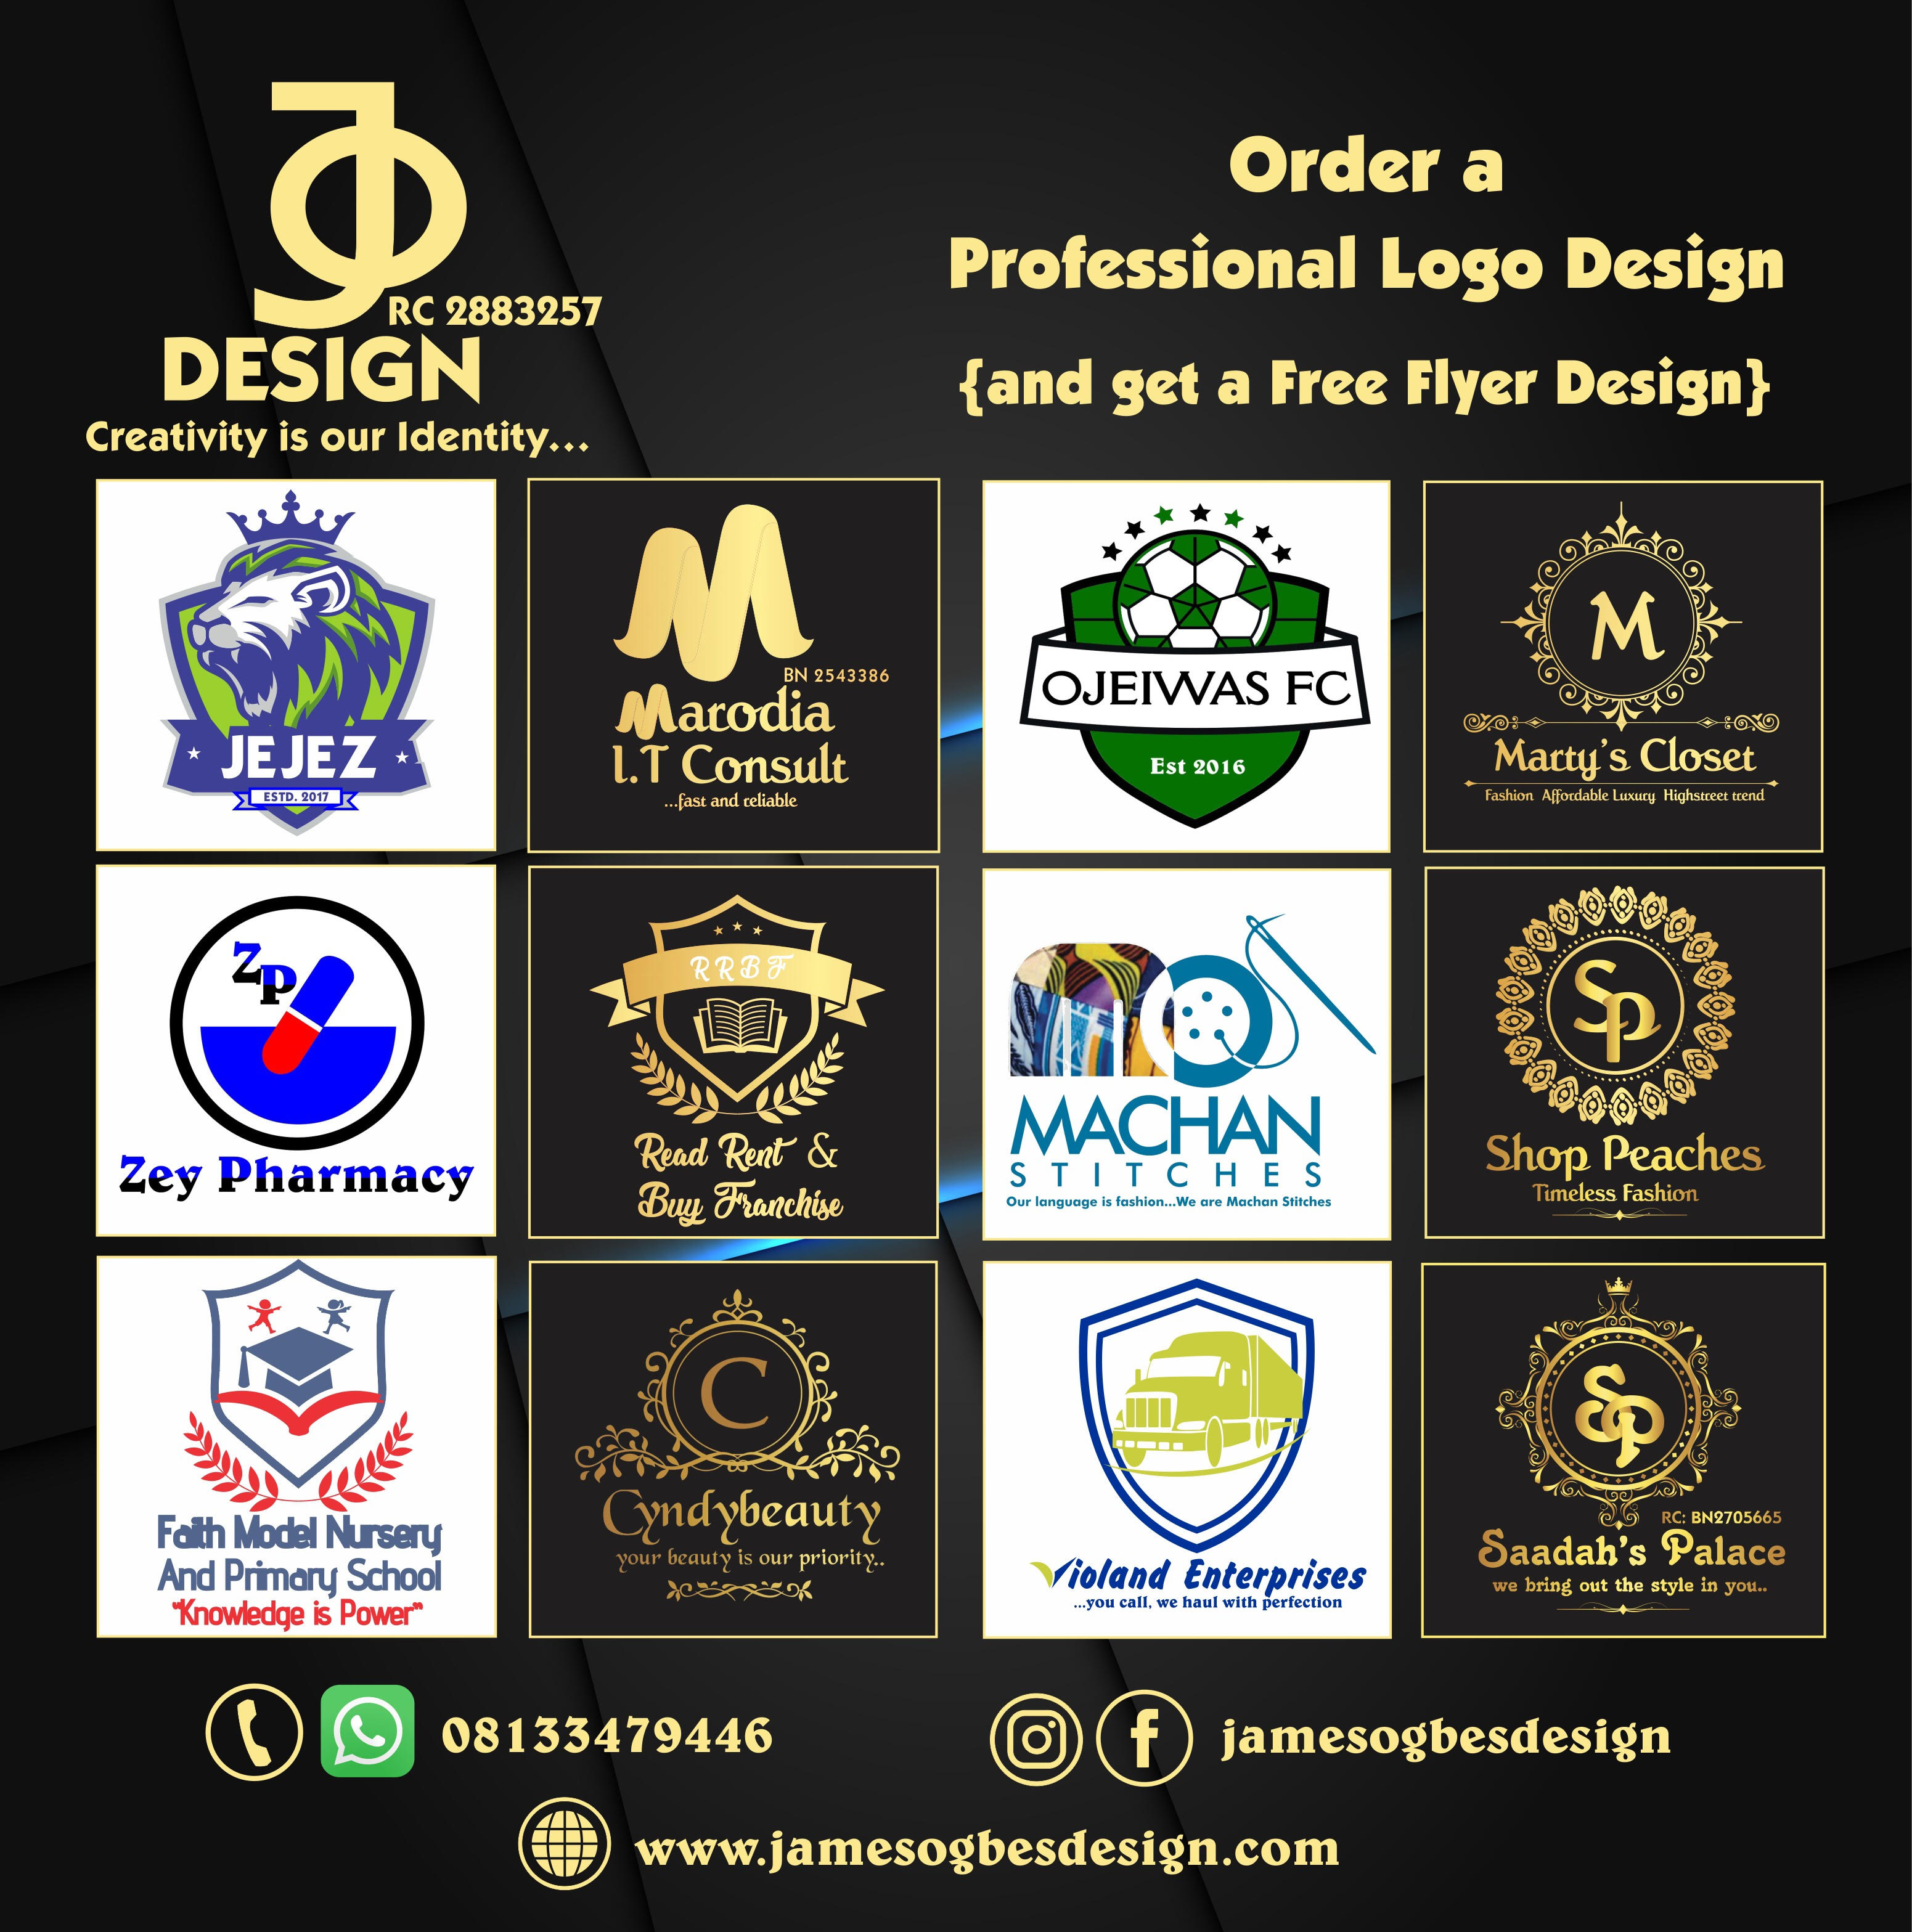 JO
RC 2883257
DESIGN
Creativity is our Identity...
Order a
Professional Logo Design
{and get a Free Flyer Design}
JEJEZ
ESTD. 2017
M
BN 2543386
Marodia
I.T Consult
...fast and reliable
OJEIWAS FC
Est 2016
M
Marty's Closet
Fashion Affordable Luxury Highstreet trend
ZP
Zey Pharmacy
RRBF
Read Rent &
Buy Franchise
MACHAN
STITCHES
Our language is fashion...We are Machan Stitches
SP
Shop Peaches
Timeless Fashion
Faith Model Nursery
And Primary School
"Knowledge is Power"
C
Cyndybeauty
your beauty is our priority..
Violand Enterprises
...you call, we haul with perfection
SP
RC: BN2705665
Saadah's Palace
we bring out the style in you..
08133479446
jamesogbesdesign
www.jamesogbesdesign.com